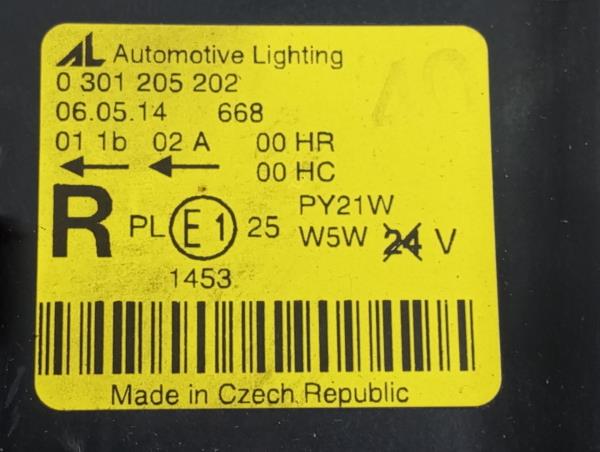 AL Automotive Lighting
0 301 205 202
06.05.14 668
01 1b 02 A 00 HR
← ← 00 HC
R PL E1 25 PY21W
W5W 24 V
1453
Made in Czech Republic